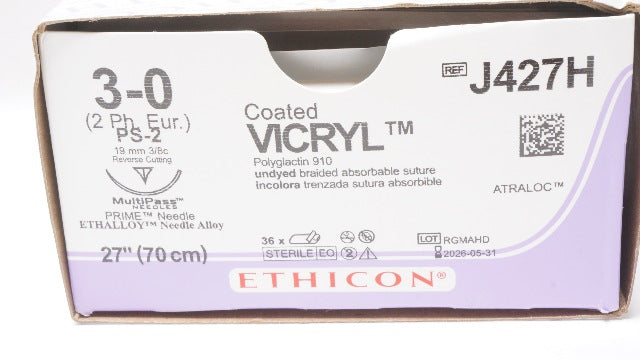 3-0
(2 Ph. Eur.)
PS-2
19 mm 3/8c
Reverse Cutting
MultiPass™
NEEDLES
PRIME™ Needle
ETHALLOY™ Needle Alloy
27" (70 cm)
Coated
VICRYL™
Polyglactin 910
undyed braided absorbable suture
incolora trenzada sutura absorbible
36 x
STERILE EO
2
REF J427H
ATRALOC™
LOT RGMAHD
2026-05-31
ETHICON®